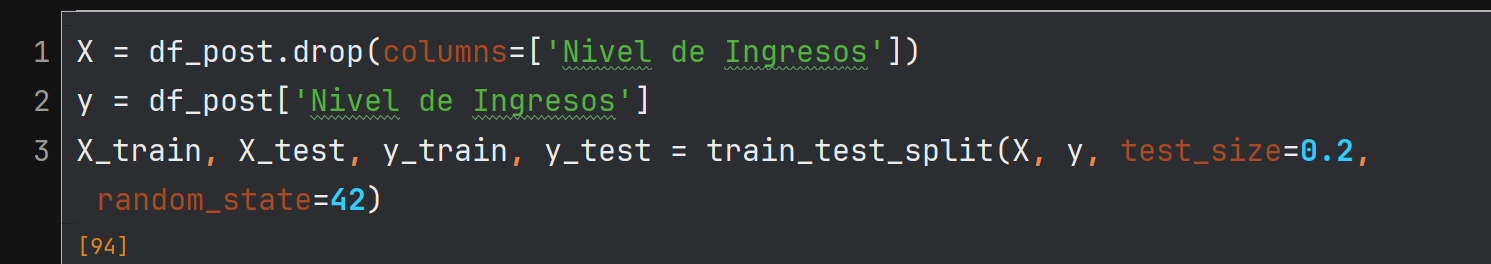 1 X = df_post.drop(columns=['Nivel de Ingresos'])
2 y = df_post['Nivel de Ingresos']
3 X_train, X_test, y_train, y_test = train_test_split(X, y, test_size=0.2,
random_state=42)
[94]